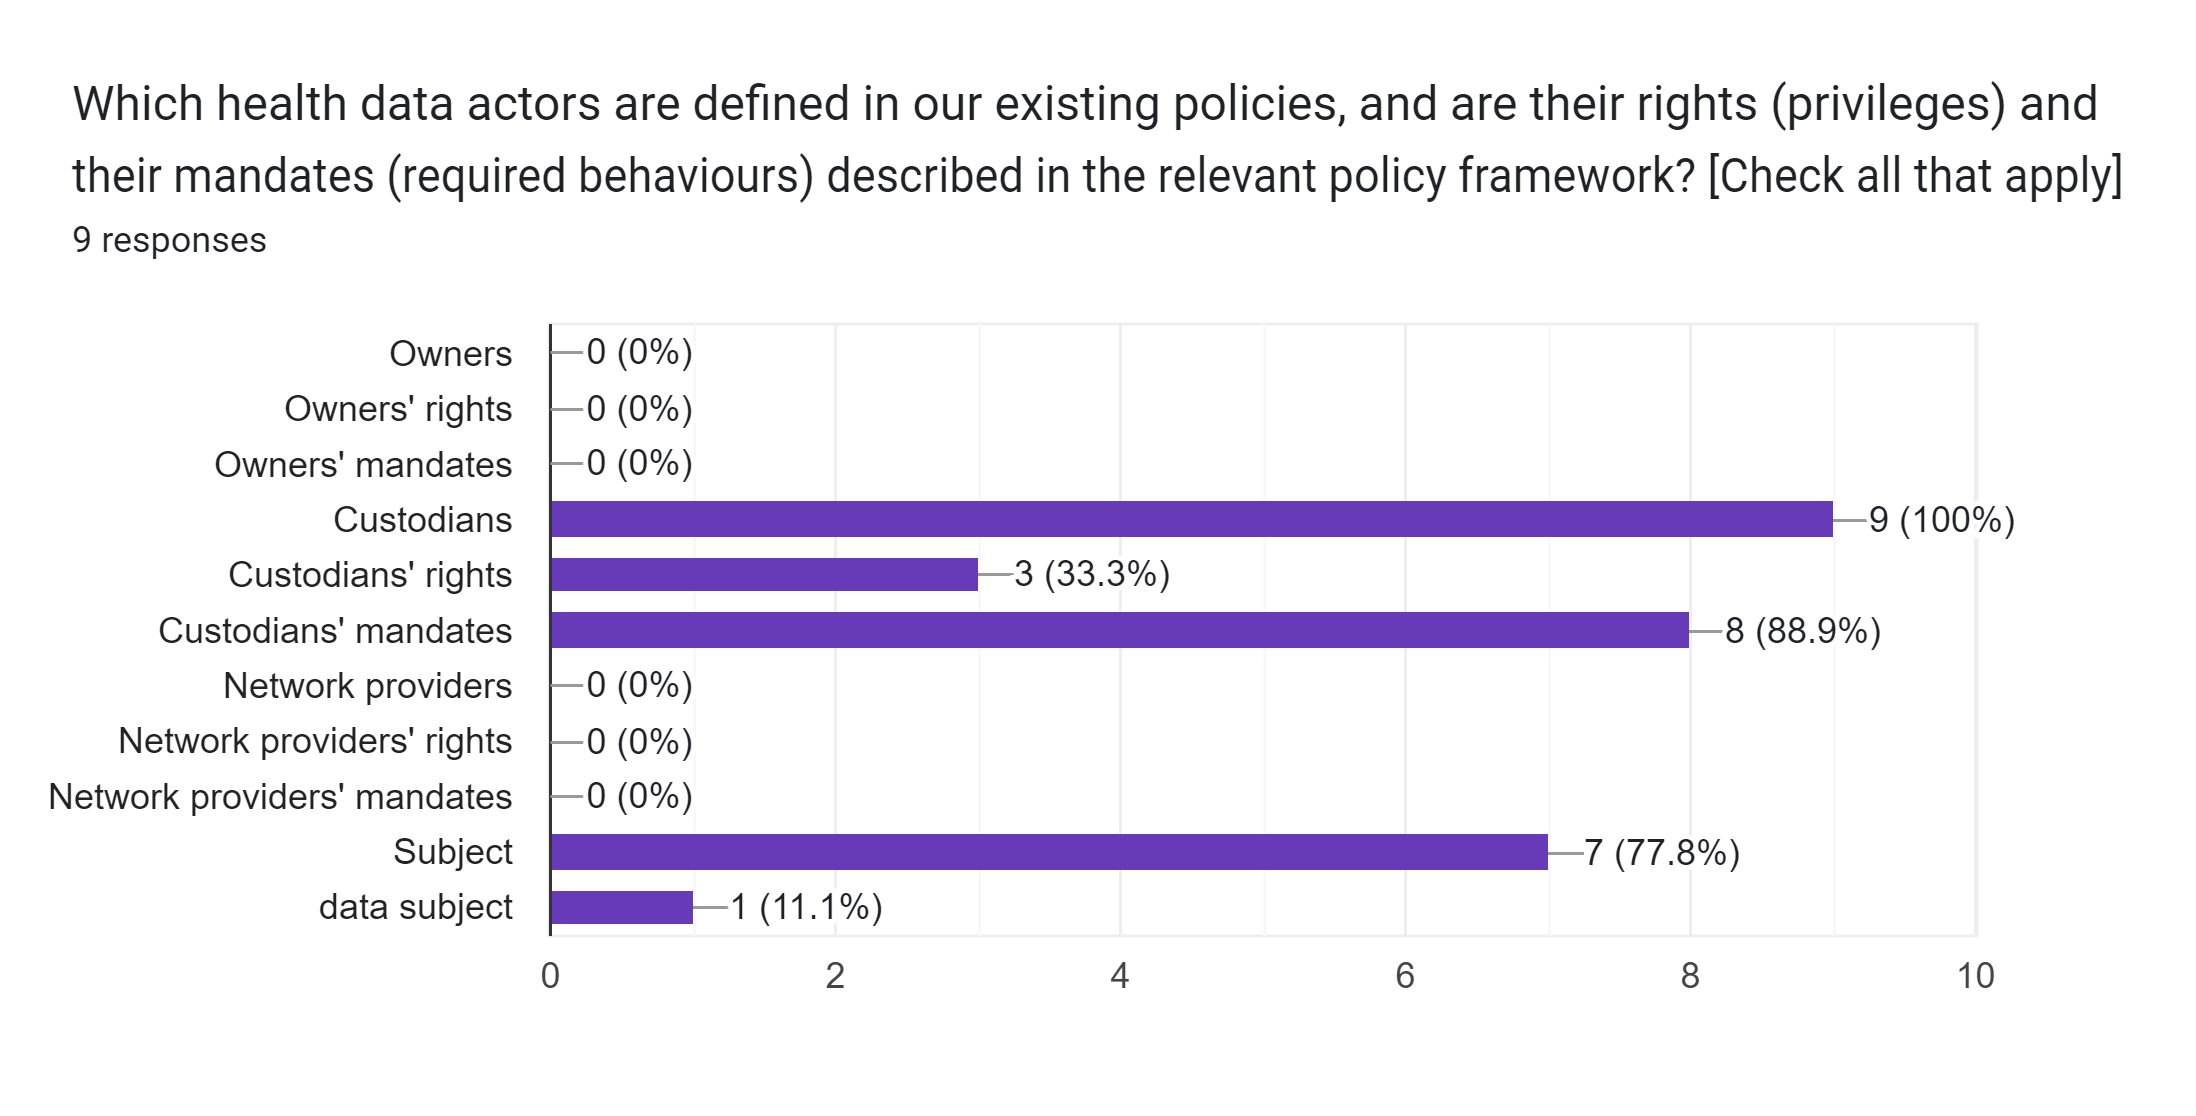 Which health data actors are defined in our existing policies, and are their rights (privileges) and
their mandates (required behaviours) described in the relevant policy framework? [Check all that apply]
9 responses
Owners 0 (0%)
Owners' rights 0 (0%)
Owners' mandates 0 (0%)
Custodians 9 (100%)
Custodians' rights 3 (33.3%)
Custodians' mandates 8 (88.9%)
Network providers 0 (0%)
Network providers' rights 0 (0%)
Network providers' mandates 0 (0%)
Subject 7 (77.8%)
data subject 1 (11.1%)
0 2 4 6 8 10